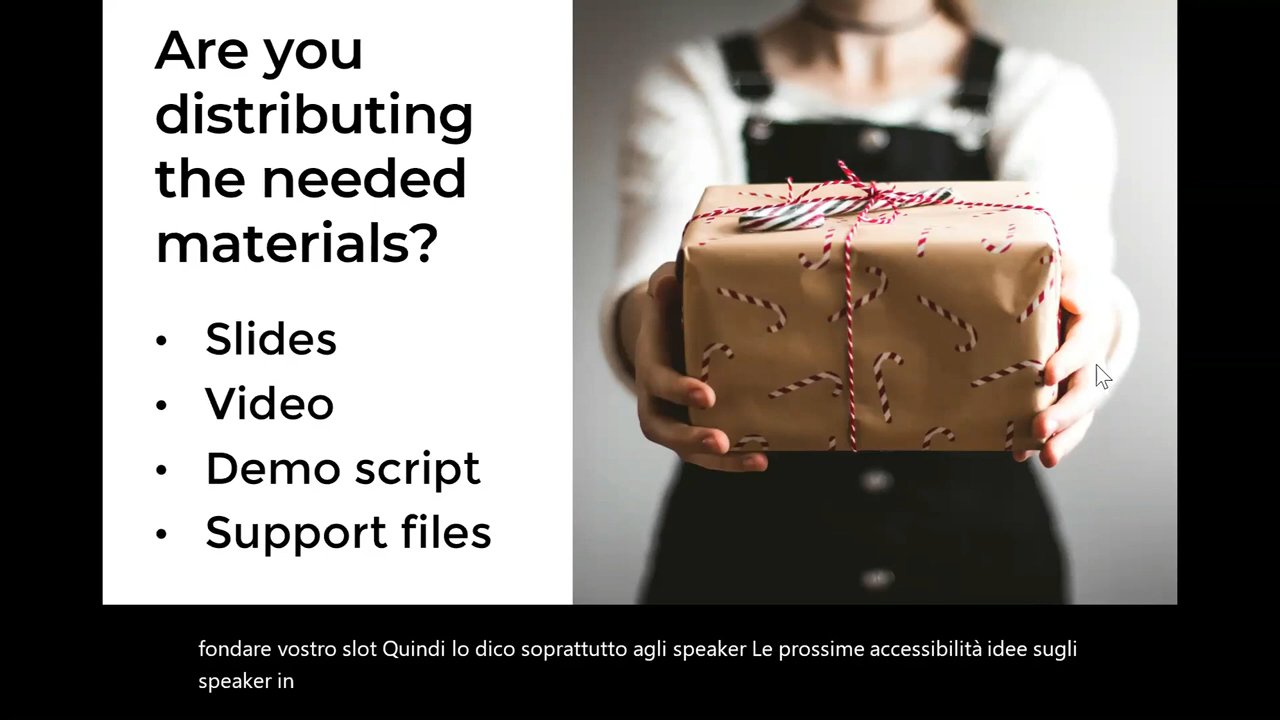 Are you
distributing
the needed
materials?
• Slides
• Video
• Demo script
• Support files
fondare vostro slot Quindi lo dico soprattutto agli speaker Le prossime accessibilità idee sugli
speaker in